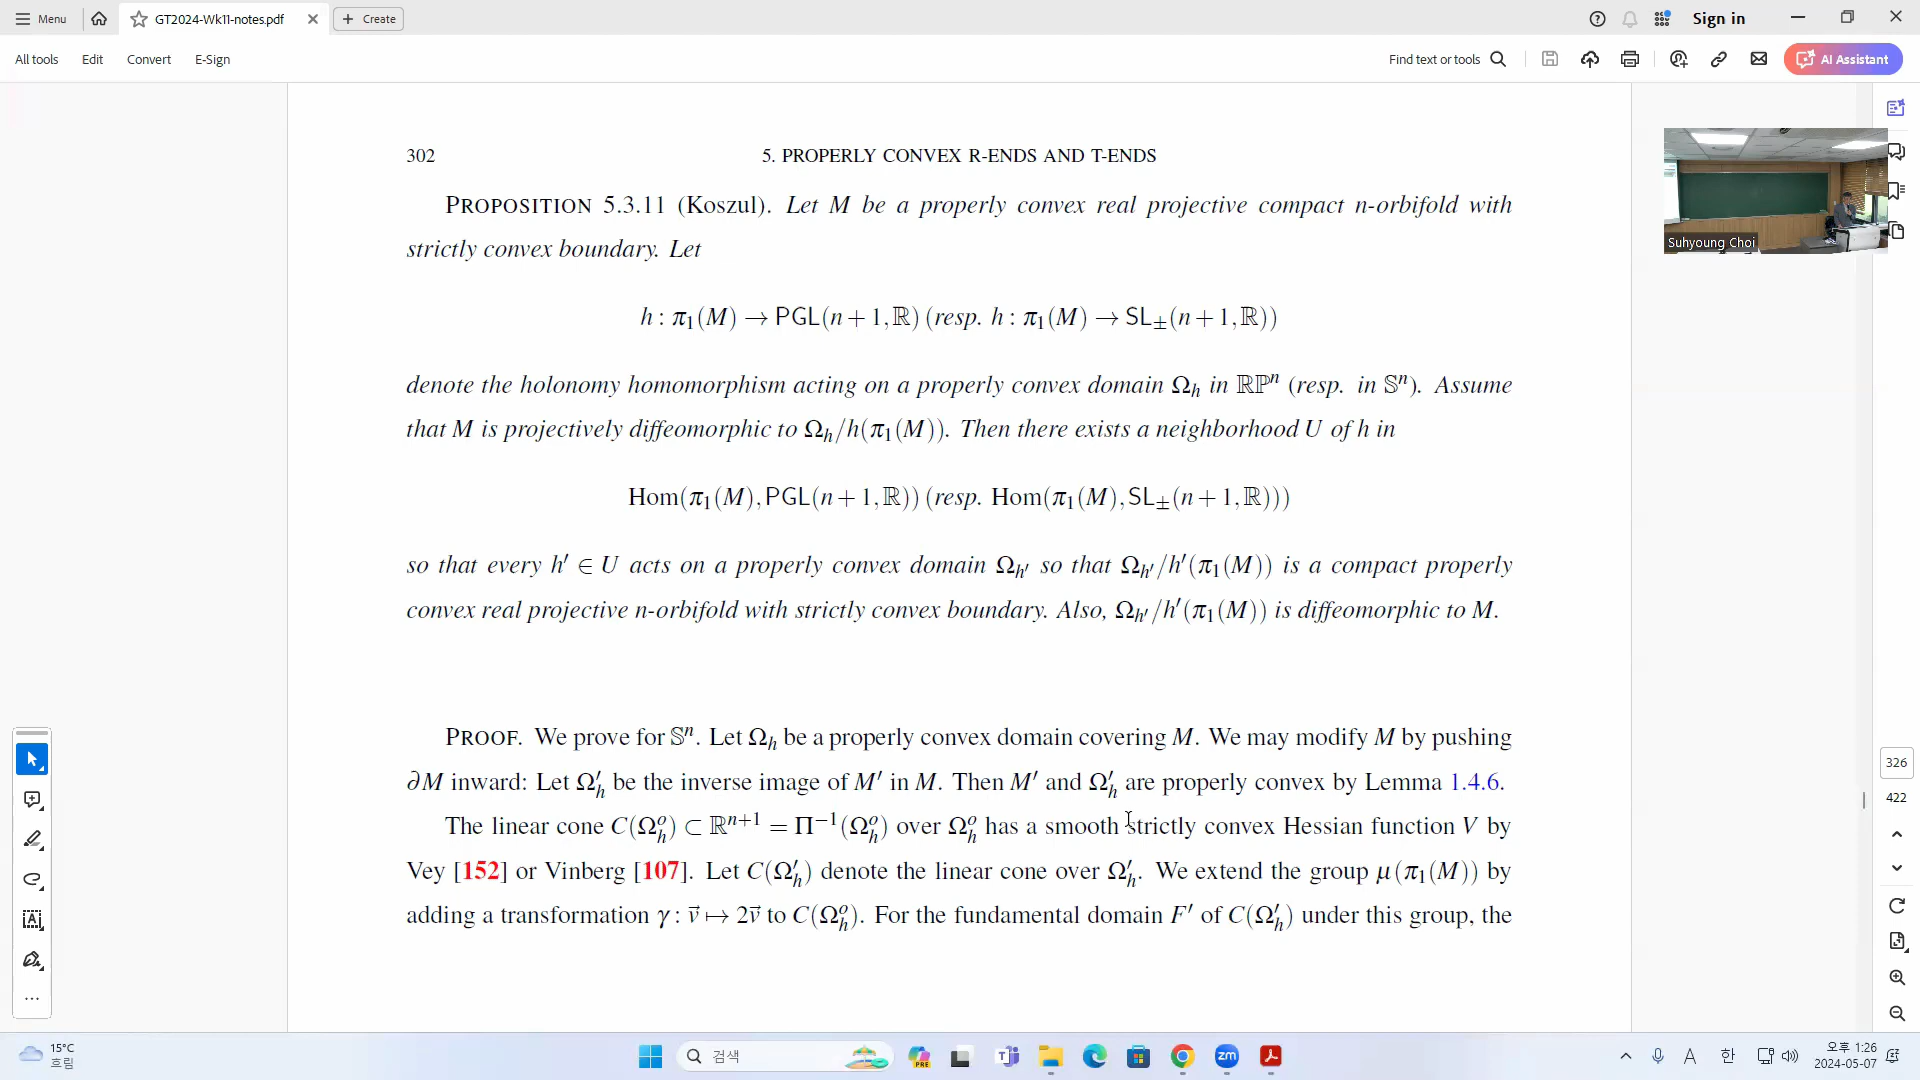 Menu
GT2024-Wk11-notes.pdf
Create
Sign in
All tools Edit Convert E-Sign
Find text or tools
AI Assistant
302 5. PROPERLY CONVEX R-ENDS AND T-ENDS
PROPOSITION 5.3.11 (Koszul). Let M be a properly convex real projective compact n-orbifold with
strictly convex boundary. Let
h : π₁(M) → PGL(n+1,ℝ) (resp. h : π₁(M) → SL±(n+1,ℝ))
denote the holonomy homomorphism acting on a properly convex domain Ωₕ in ℝℙⁿ (resp. in 𝕊ⁿ). Assume
that M is projectively diffeomorphic to Ωₕ/h(π₁(M)). Then there exists a neighborhood U of h in
Hom(π₁(M),PGL(n+1,ℝ)) (resp. Hom(π₁(M),SL±(n+1,ℝ)))
so that every h′ ∈ U acts on a properly convex domain Ωₕ′ so that Ωₕ′/h′(π₁(M)) is a compact properly
convex real projective n-orbifold with strictly convex boundary. Also, Ωₕ′/h′(π₁(M)) is diffeomorphic to M.
PROOF. We prove for 𝕊ⁿ. Let Ωₕ be a properly convex domain covering M. We may modify M by pushing
∂M inward: Let Ω′ₕ be the inverse image of M′ in M. Then M′ and Ω′ₕ are properly convex by Lemma 1.4.6.
The linear cone C(Ωᵒₕ) ⊂ ℝⁿ⁺¹ = Π⁻¹(Ωᵒₕ) over Ωᵒₕ has a smooth strictly convex Hessian function V by
Vey [152] or Vinberg [107]. Let C(Ω′ₕ) denote the linear cone over Ω′ₕ. We extend the group μ(π₁(M)) by
adding a transformation γ : v⃗ ↦ 2v⃗ to C(Ωᵒₕ). For the fundamental domain F′ of C(Ω′ₕ) under this group, the
Suhyoung Choi
326
422
15°C
흐림
검색
PRE
zm
A
한
오후 1:26
2024-05-07